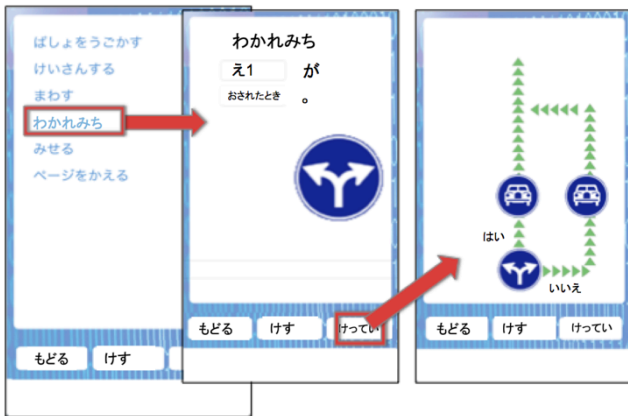 ばしょをうごかす
けいさんする
まわす
わかれみち
みせる
ページをかえる
もどる
けす
わかれみち
え1
が
おされたとき
。
もどる
けす
けってい
はい
いいえ
もどる
けす
けってい